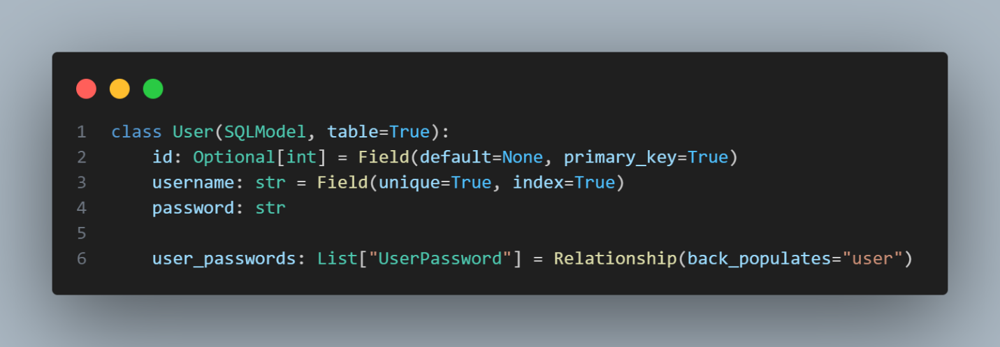 1 class User(SQLModel, table=True):
2     id: Optional[int] = Field(default=None, primary_key=True)
3     username: str = Field(unique=True, index=True)
4     password: str
5
6     user_passwords: List["UserPassword"] = Relationship(back_populates="user")